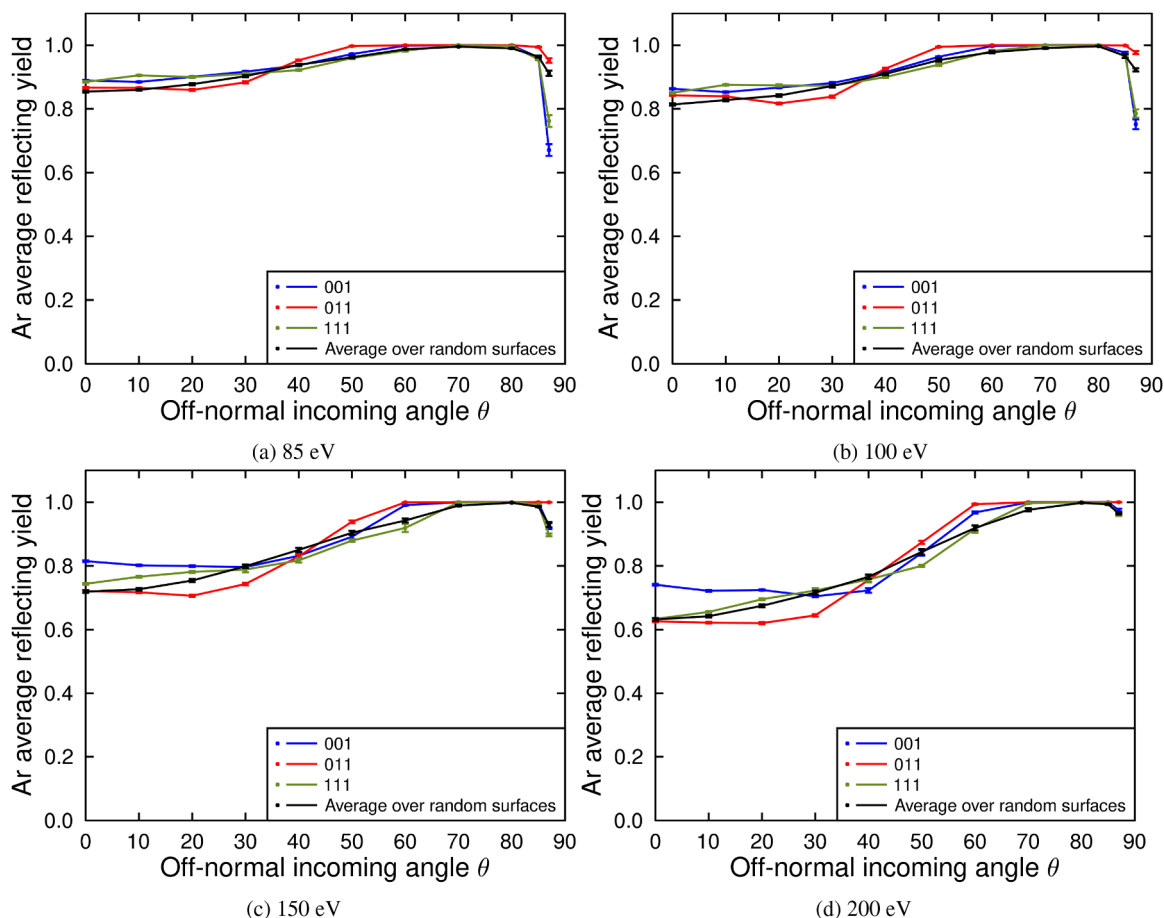 Ar average reflecting yield
1.0
0.8
0.6
0.4
0.2
0.0
001
011
111
Average over random surfaces
0 10 20 30 40 50 60 70 80 90
Off-normal incoming angle θ
(a) 85 eV
Ar average reflecting yield
1.0
0.8
0.6
0.4
0.2
0.0
001
011
111
Average over random surfaces
0 10 20 30 40 50 60 70 80 90
Off-normal incoming angle θ
(b) 100 eV
Ar average reflecting yield
1.0
0.8
0.6
0.4
0.2
0.0
001
011
111
Average over random surfaces
0 10 20 30 40 50 60 70 80 90
Off-normal incoming angle θ
(c) 150 eV
Ar average reflecting yield
1.0
0.8
0.6
0.4
0.2
0.0
001
011
111
Average over random surfaces
0 10 20 30 40 50 60 70 80 90
Off-normal incoming angle θ
(d) 200 eV